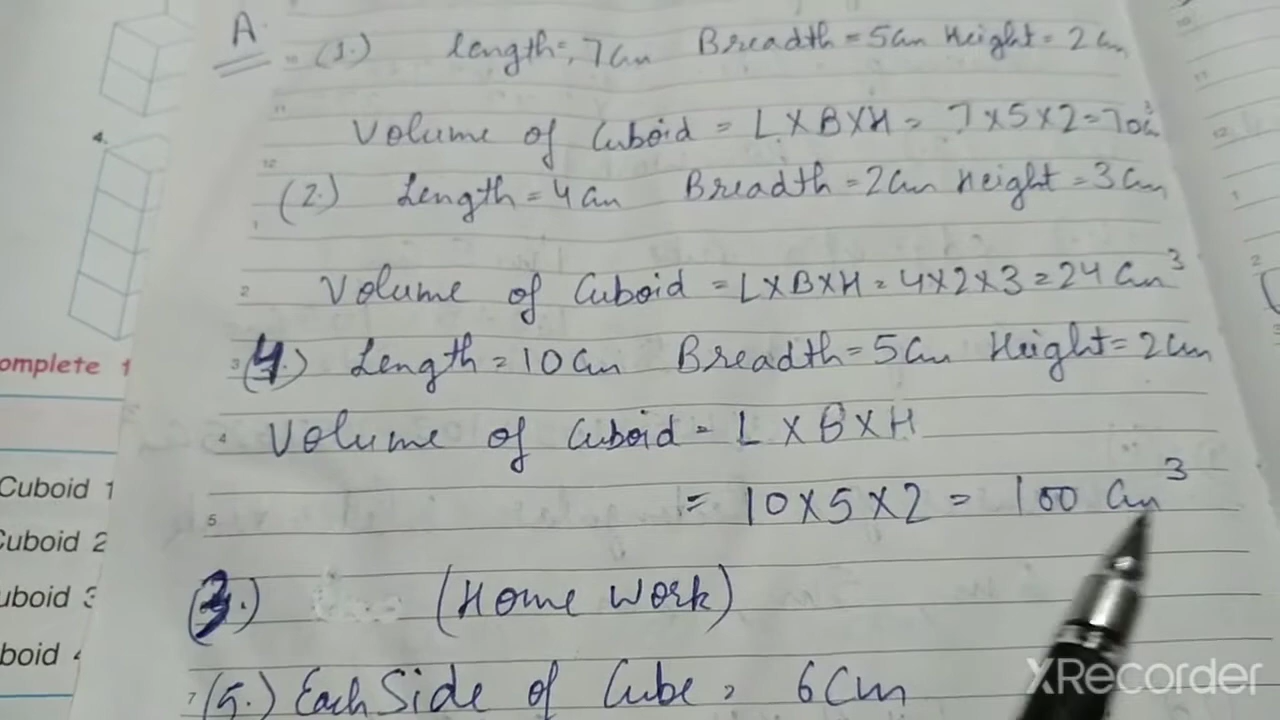 A.
(1.) Length = 7cm Breadth = 5cm Height = 2cm
Volume of Cuboid = L×B×H = 7×5×2=70cm³
(2.) Length = 4cm Breadth = 2cm Height = 3cm
Volume of Cuboid = L×B×H = 4×2×3=24 cm³
(4.) Length = 10cm Breadth = 5cm Height = 2cm
Volume of Cuboid = L×B×H
= 10×5×2 = 100 cm³
(3.) (Home Work)
(5.) Each Side of Cube = 6cm
4.
omplete 1
Cuboid 1
Cuboid 2
uboid 3
boid 4
XRecorder